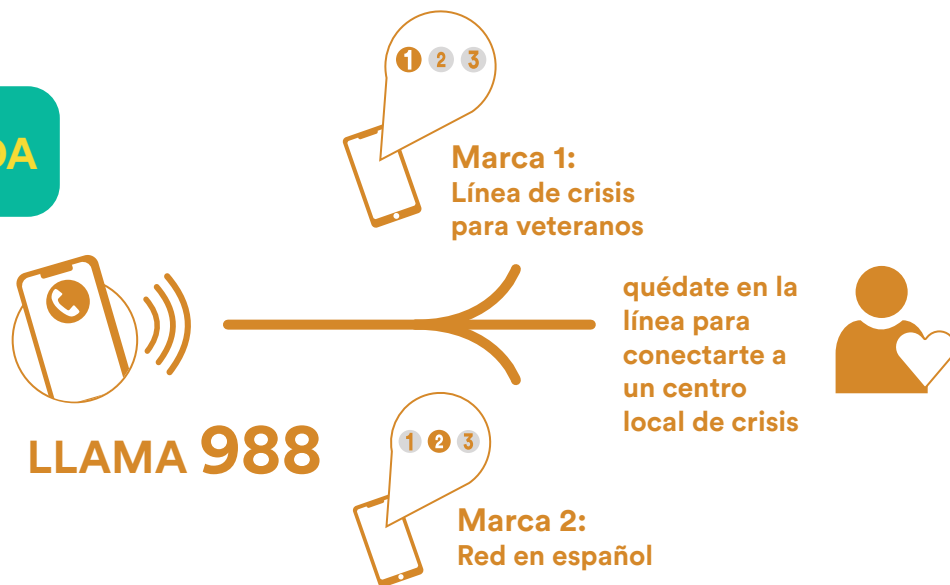 1 2 3
Marca 1:
Línea de crisis
para veteranos
quédate en la
línea para
conectarte a
un centro
local de crisis
LLAMA 988
1 2 3
Marca 2:
Red en español